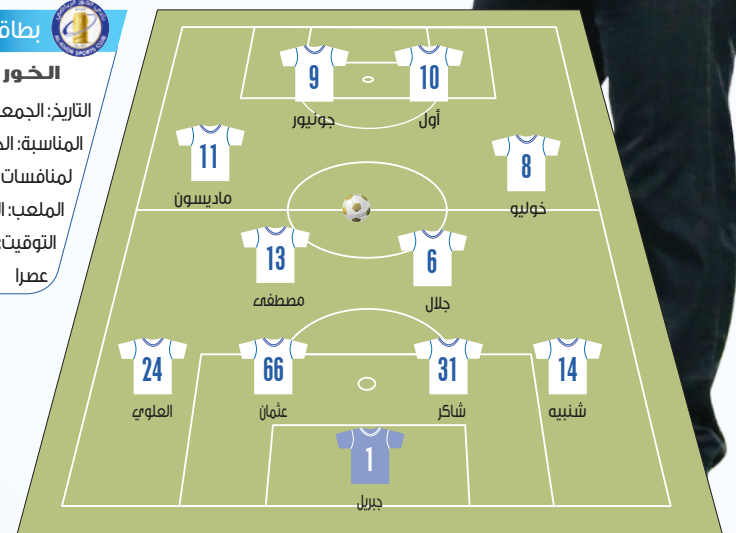 بطاق
الخور
التاريخ: الجمع
المناسبة: الج
لمنافسات
الملعب: ال
التوقيت:
عصرا
9
10
جونيور
أول
11
8
ماديسون
خوليو
13
6
مصطفى
جلال
24
66
31
14
العلوي
عثمان
شاكر
شنبيه
1
جبريل